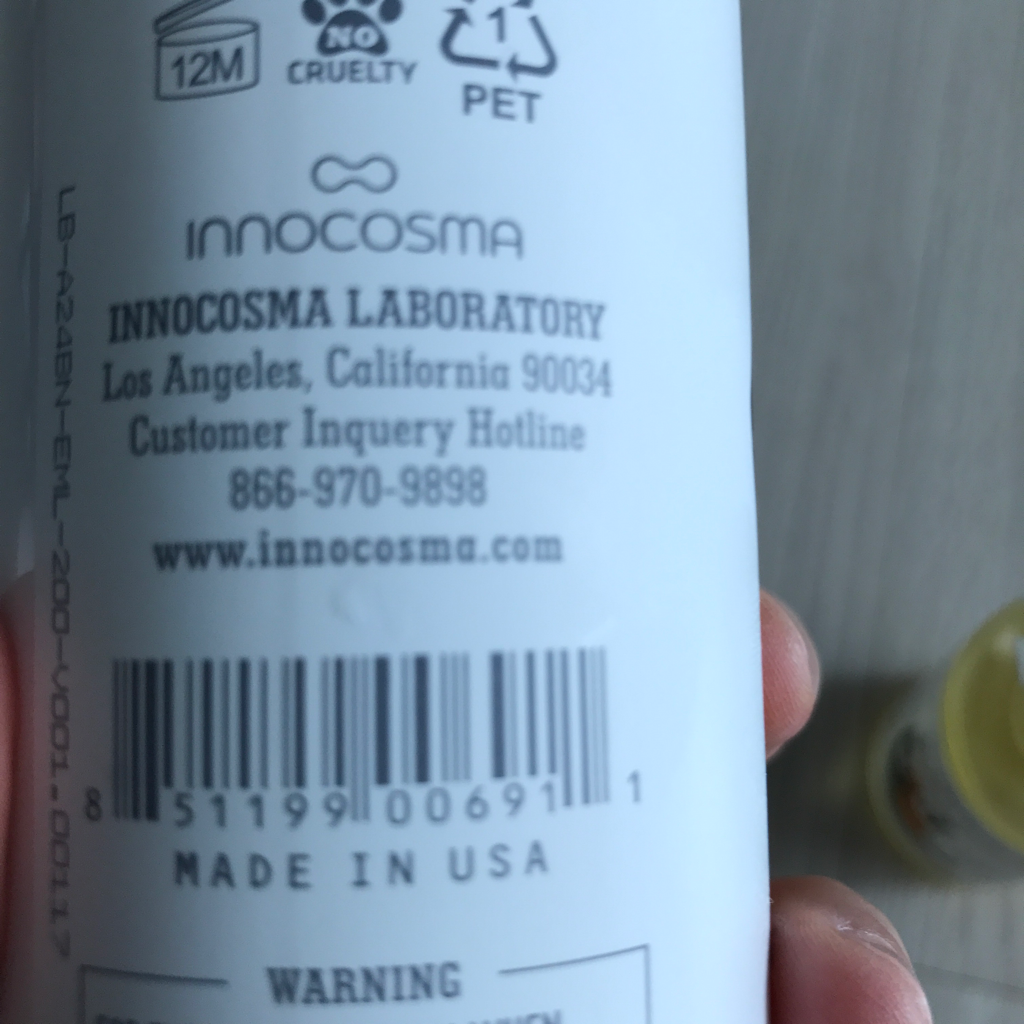 12M
NO
CRUELTY
1
PET
INNOCOSMA
INNOCOSMA LABORATORY
Los Angeles, California 90034
Customer Inquery Hotline
866-970-9898
www.innocosma.com
8 51199 00691 1
MADE IN USA
WARNING
LB-A24BN-EML-200-V001.00117